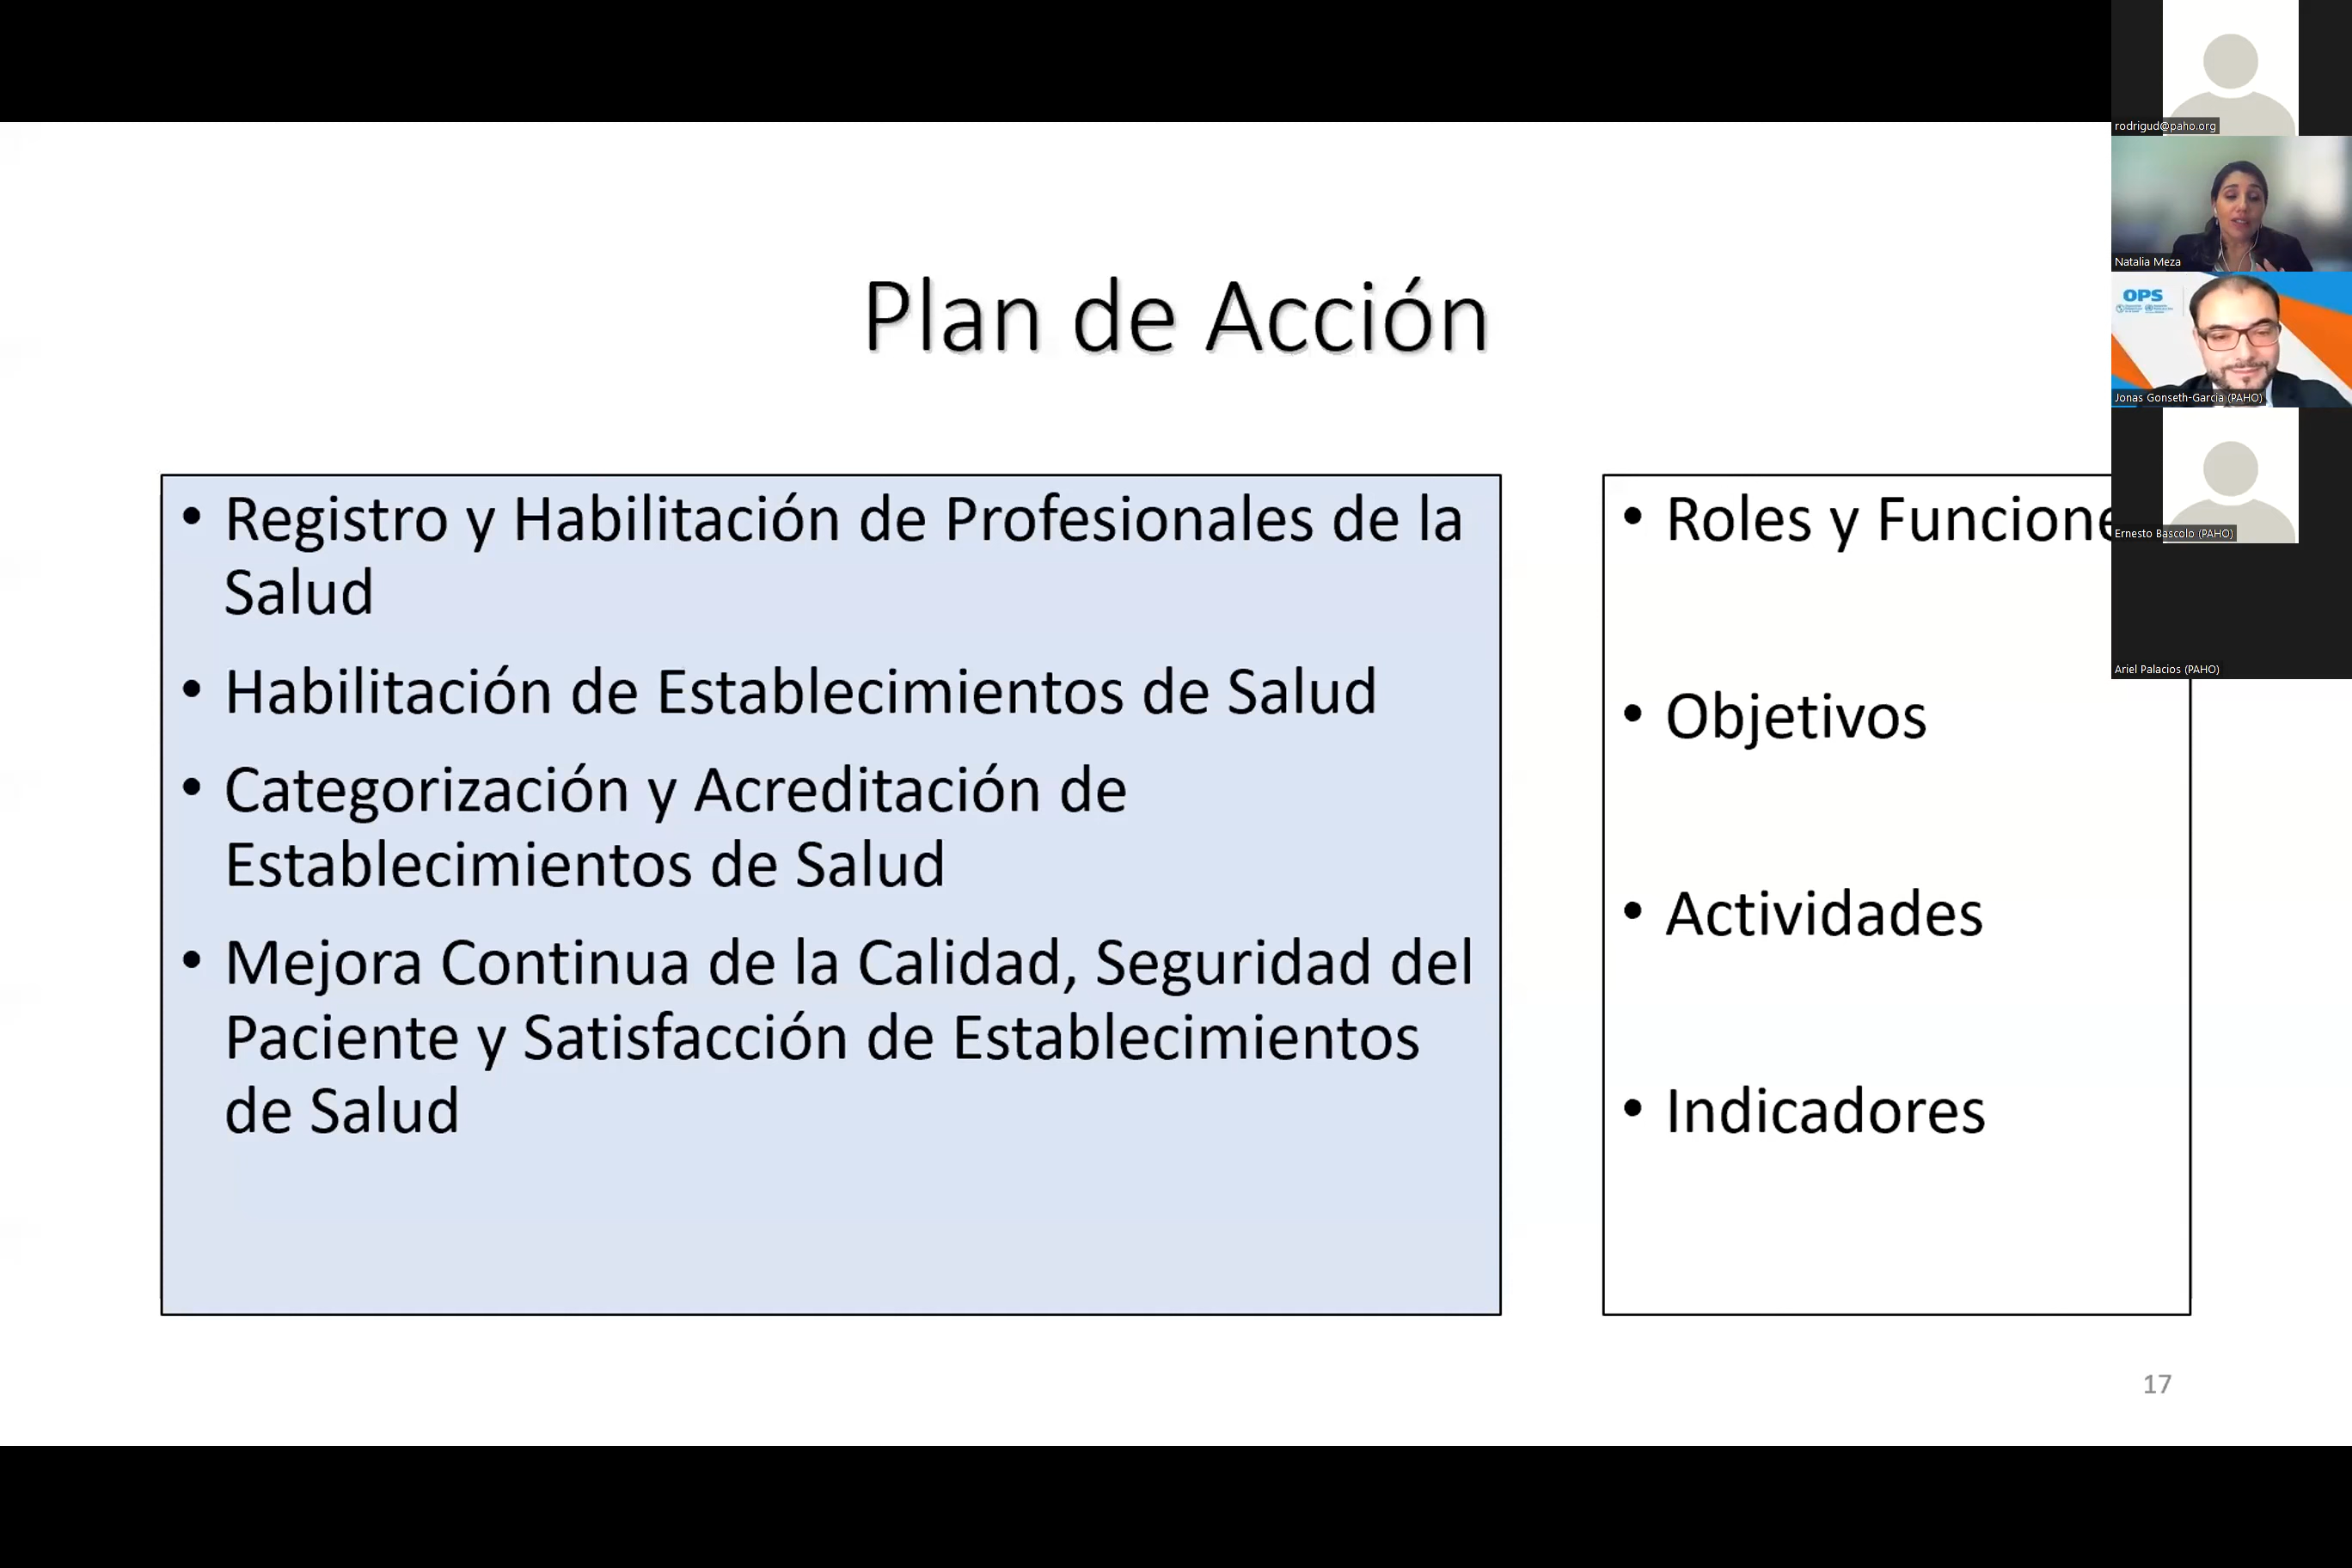 Plan de Acción
• Registro y Habilitación de Profesionales de la
Salud
• Habilitación de Establecimientos de Salud
• Categorización y Acreditación de
Establecimientos de Salud
• Mejora Continua de la Calidad, Seguridad del
Paciente y Satisfacción de Establecimientos
de Salud
• Roles y Funcione
• Objetivos
• Actividades
• Indicadores
17
rodrigud@paho.org
Natalia Meza
OPS
Jonas Gonseth-Garcia (PAHO)
Ernesto Bascolo (PAHO)
Ariel Palacios (PAHO)